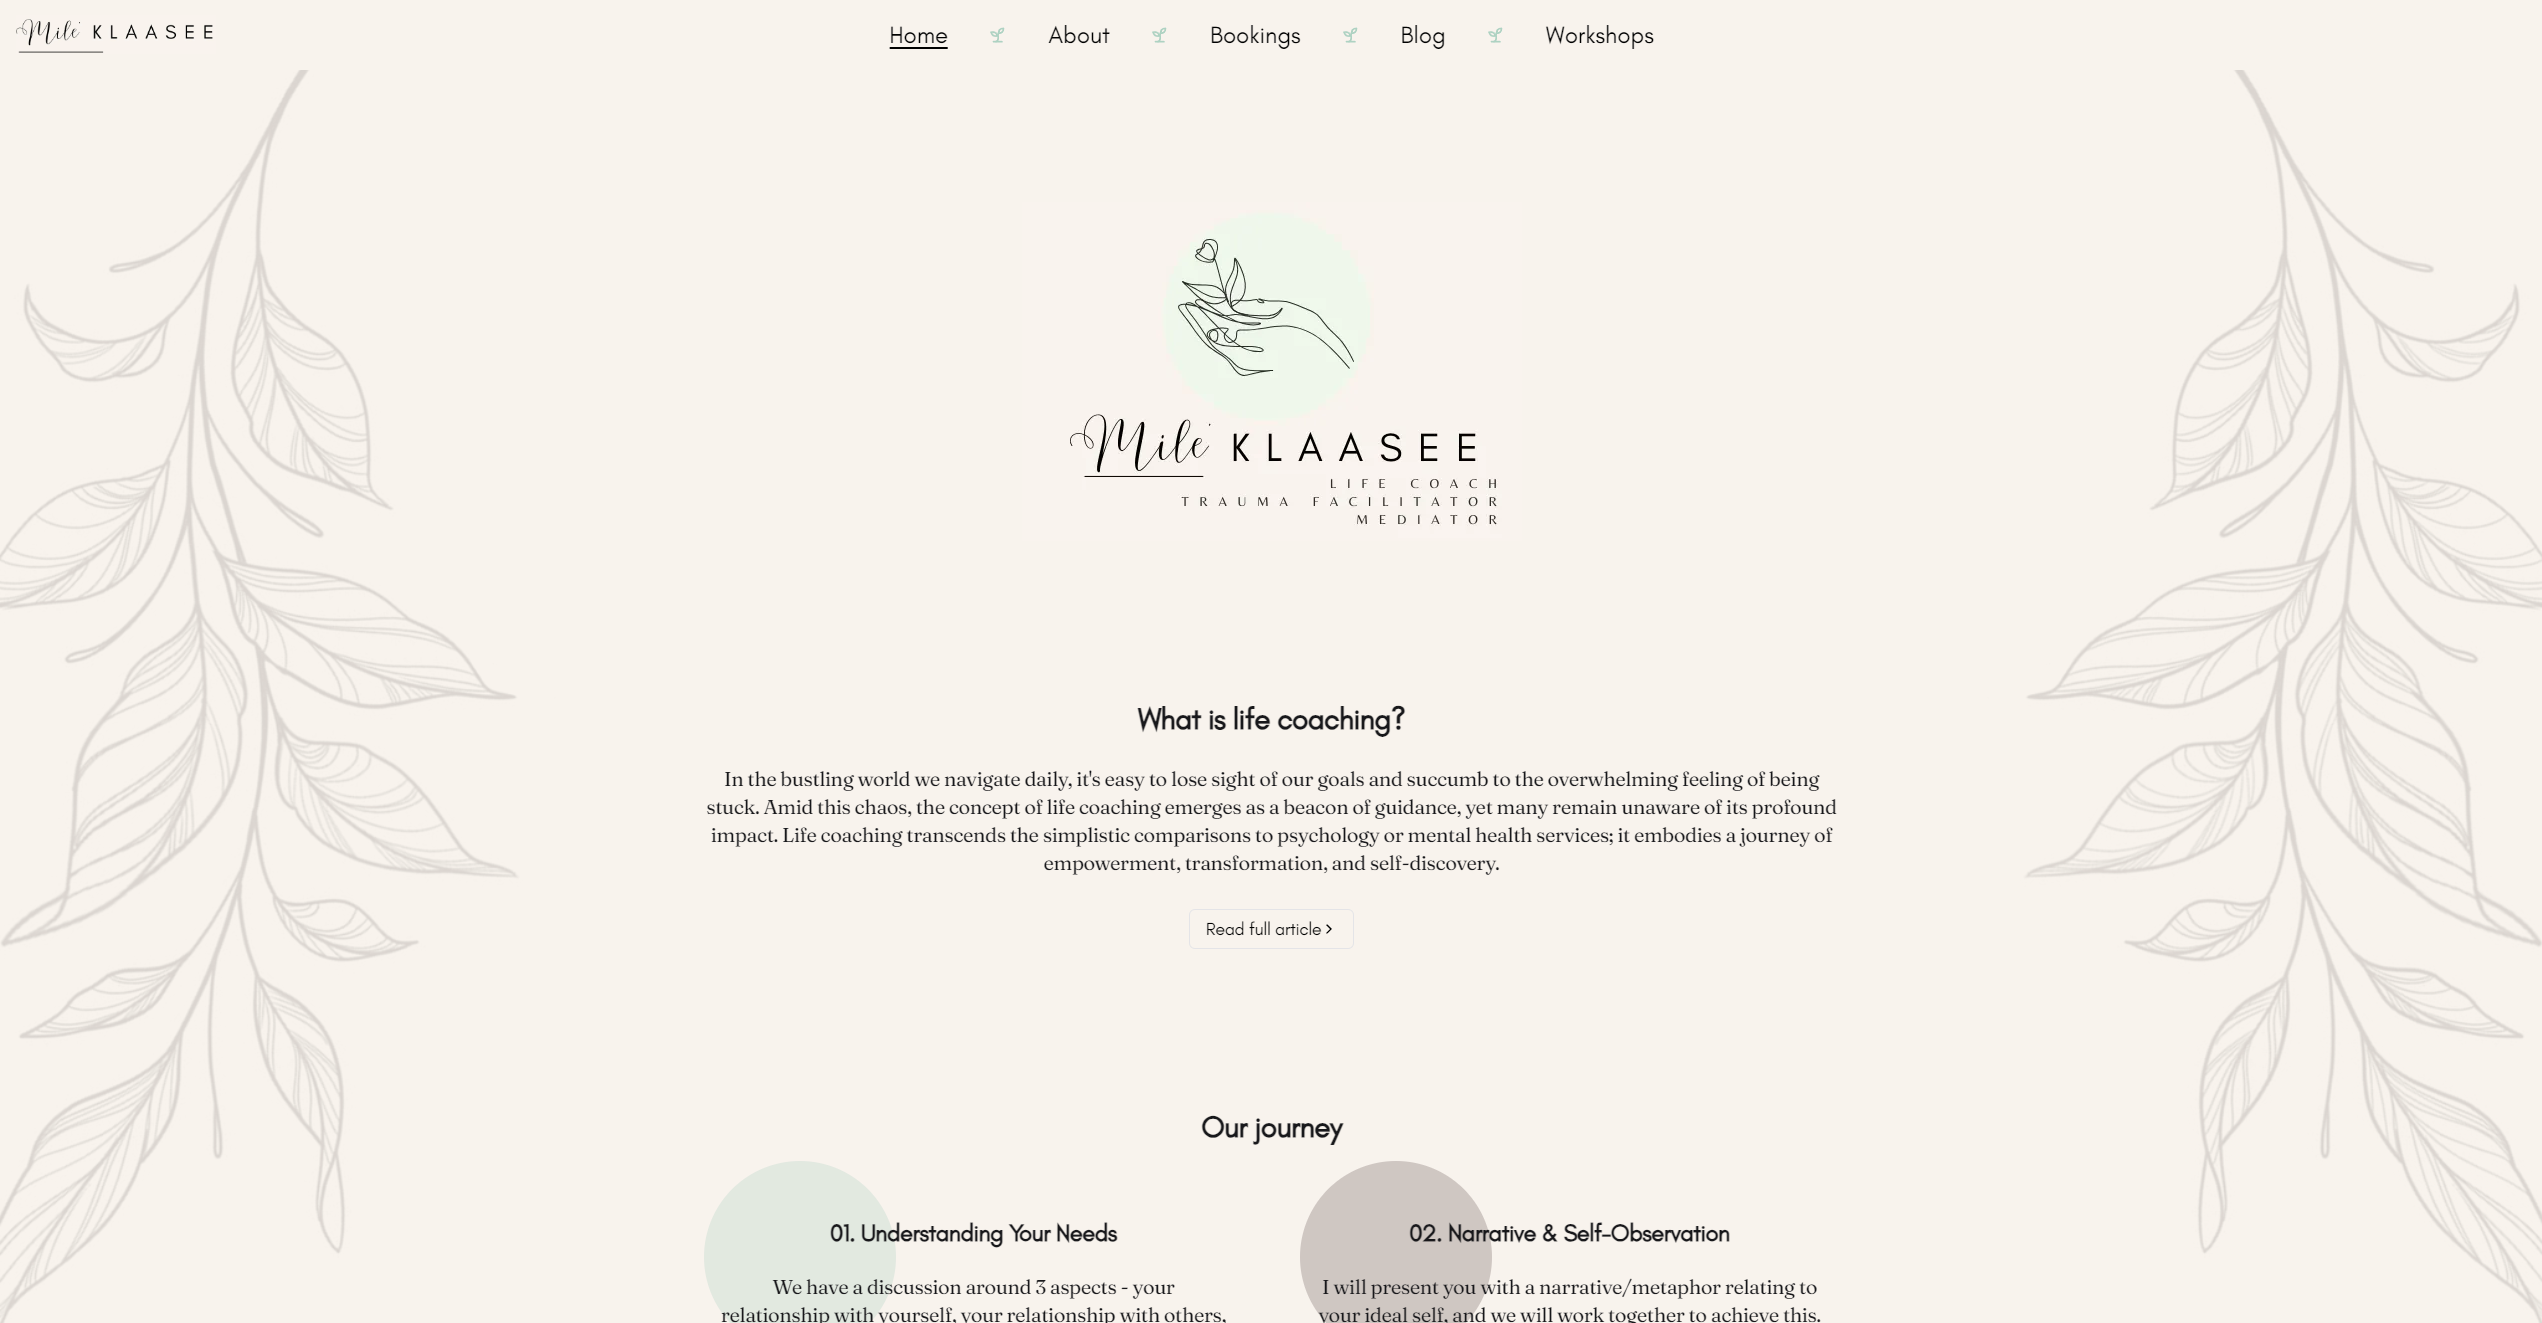 Milé KLAASEE
Home About Bookings Blog Workshops
Milé KLAASEE
LIFE COACH
TRAUMA FACILITATOR
MEDIATOR
What is life coaching?
In the bustling world we navigate daily, it's easy to lose sight of our goals and succumb to the overwhelming feeling of being
stuck. Amid this chaos, the concept of life coaching emerges as a beacon of guidance, yet many remain unaware of its profound
impact. Life coaching transcends the simplistic comparisons to psychology or mental health services; it embodies a journey of
empowerment, transformation, and self-discovery.
Read full article
Our journey
01. Understanding Your Needs
We have a discussion around 3 aspects - your
relationship with yourself, your relationship with others,
02. Narrative & Self-Observation
I will present you with a narrative/metaphor relating to
your ideal self, and we will work together to achieve this.